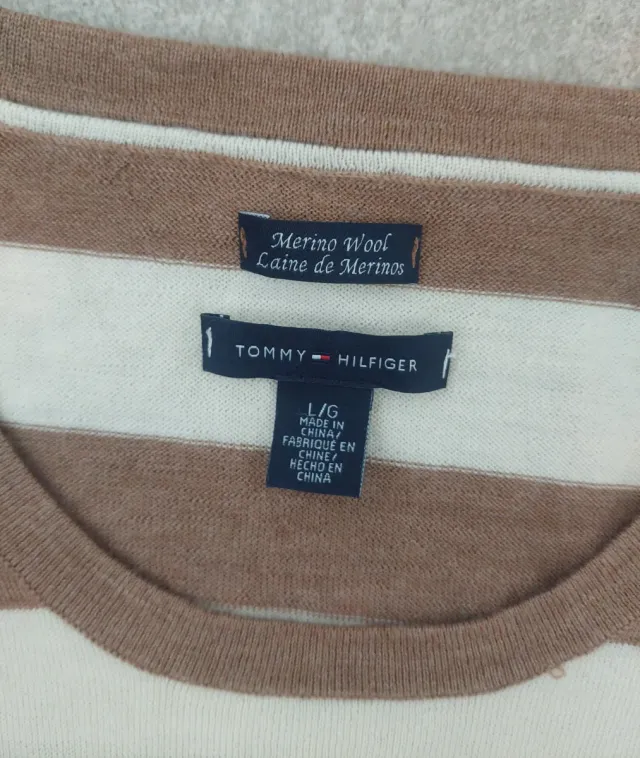 Merino Wool
Laine de Merinos
TOMMY HILFIGER
L/G
MADE IN
CHINA/
FABRIQUÉ EN
CHINE/
HECHO EN
CHINA